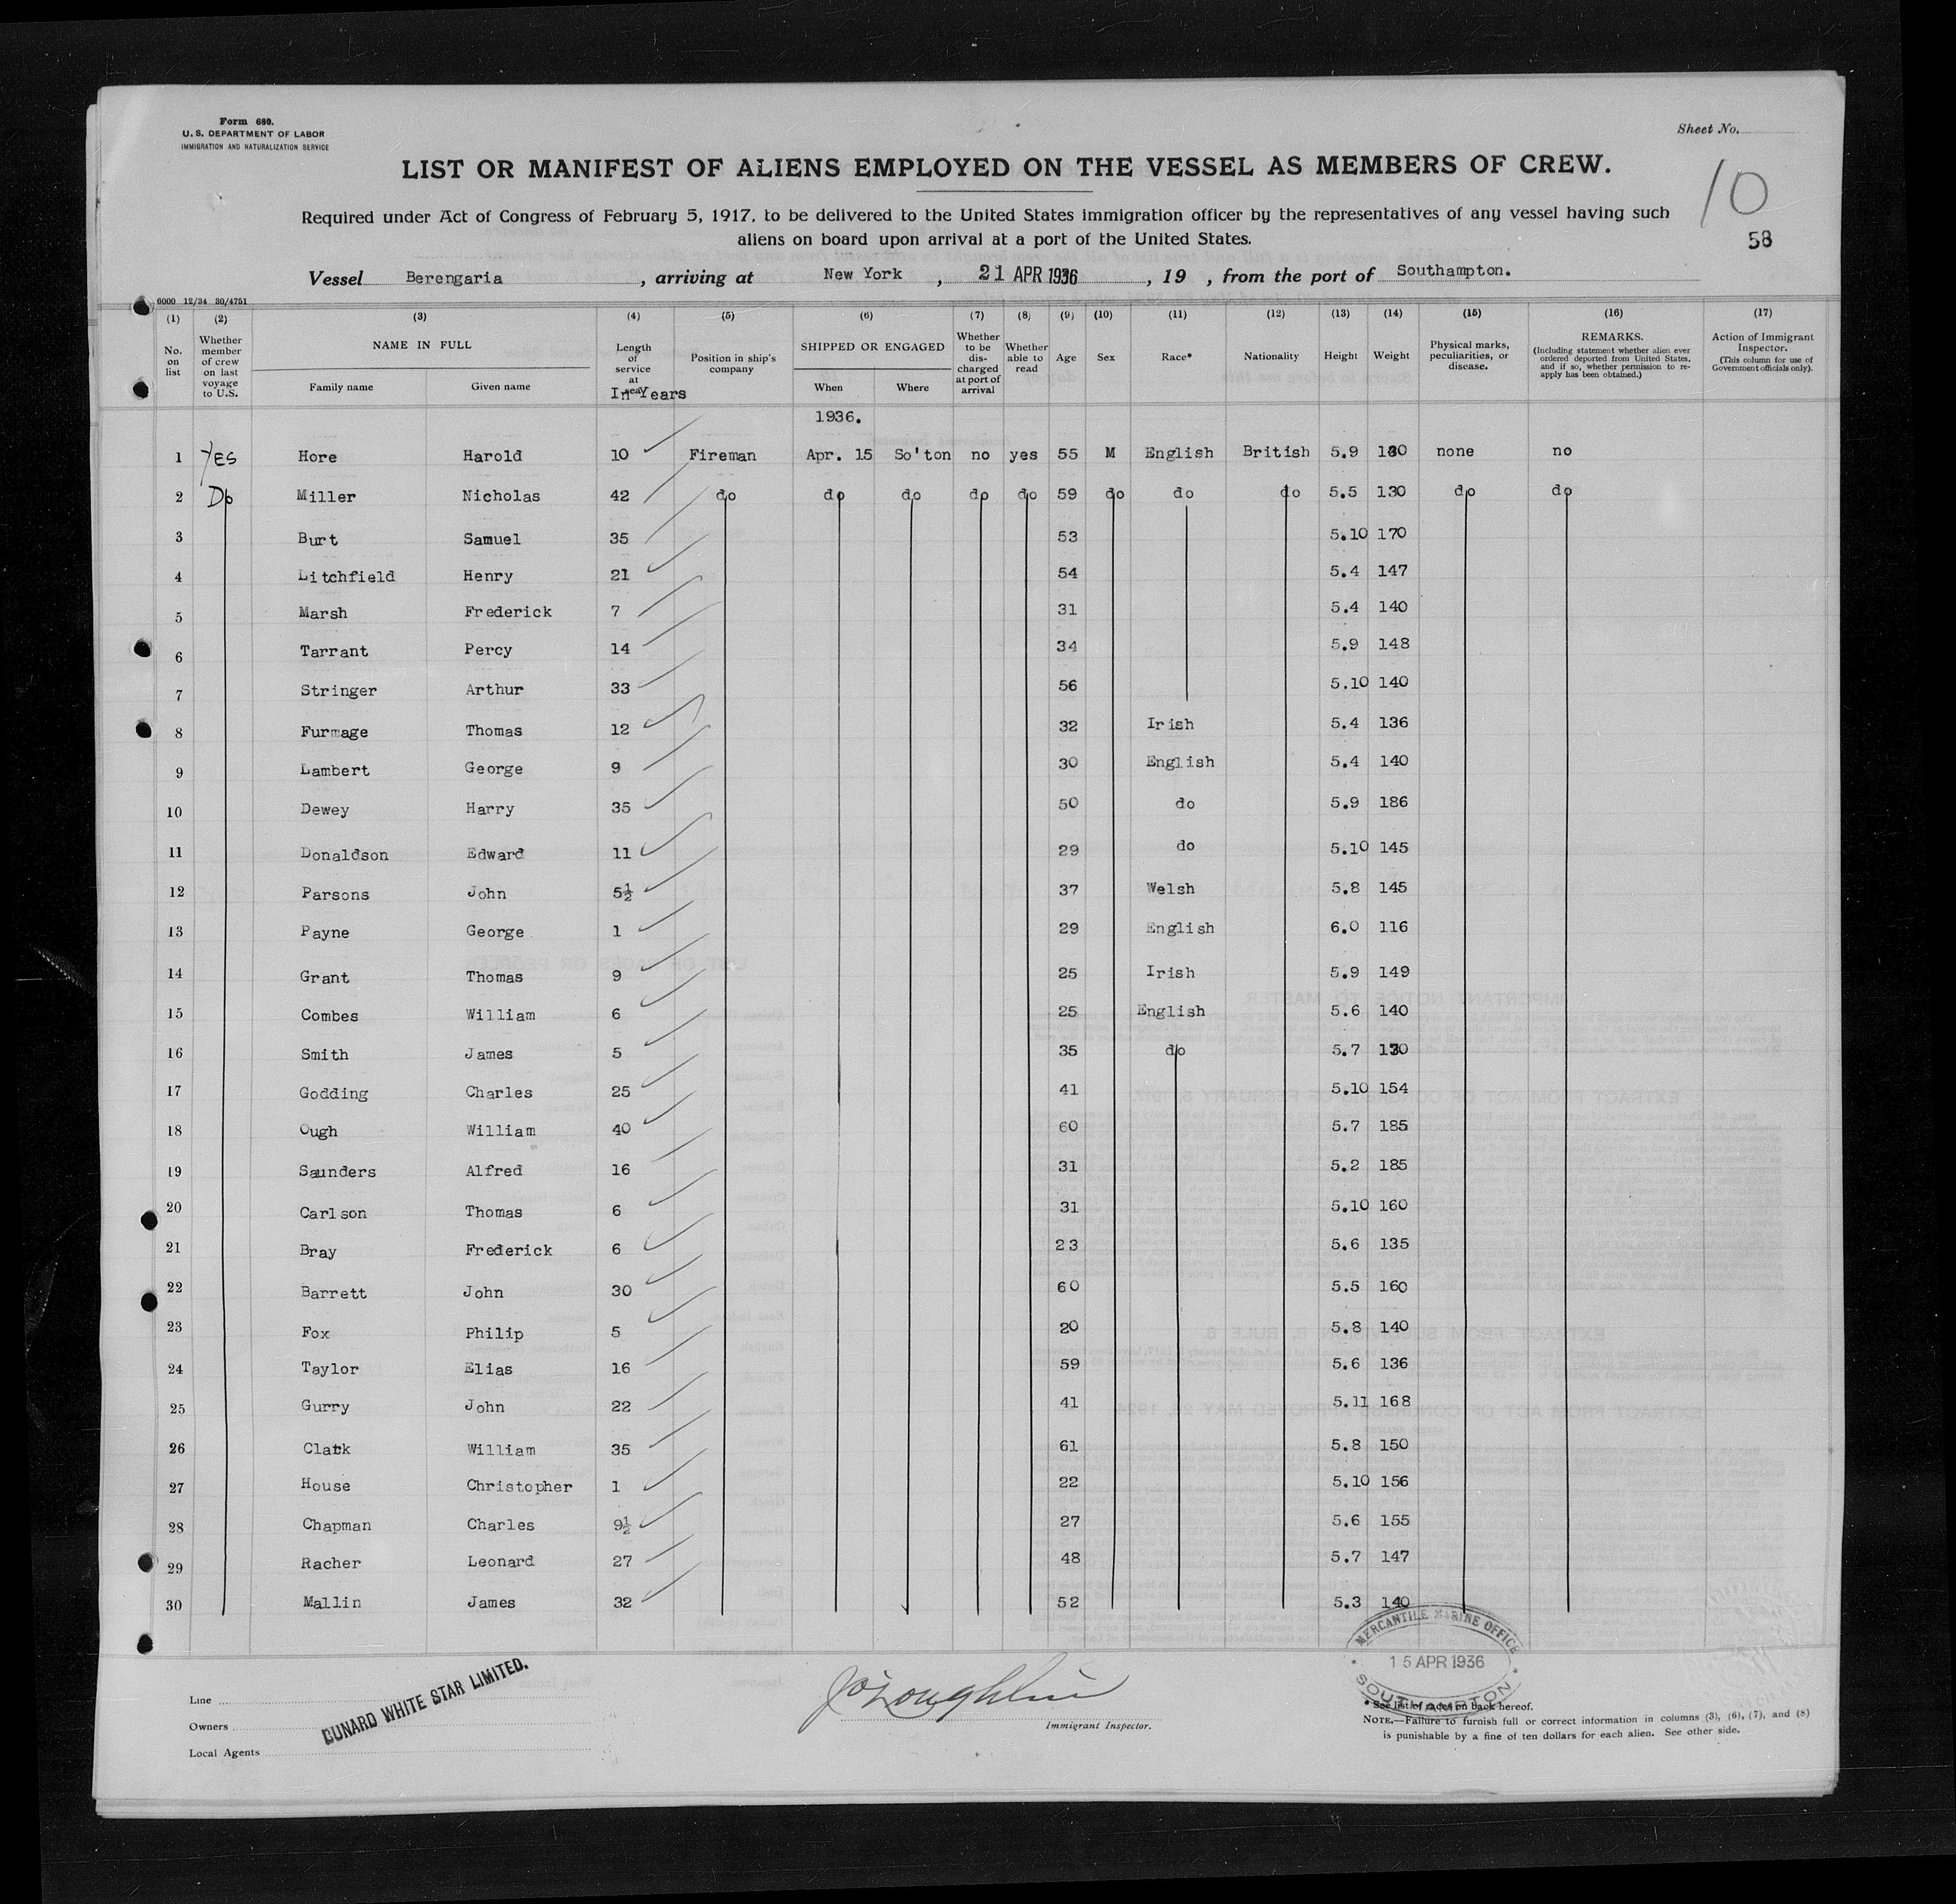 Form 680.
U. S. DEPARTMENT OF LABOR
IMMIGRATION AND NATURALIZATION SERVICE
Sheet No.
LIST OR MANIFEST OF ALIENS EMPLOYED ON THE VESSEL AS MEMBERS OF CREW.
10
Required under Act of Congress of February 5, 1917, to be delivered to the United States immigration officer by the representatives of any vessel having such
aliens on board upon arrival at a port of the United States.
58
Vessel Berengaria, arriving at New York, 21 APR 1936, 19 , from the port of Southampton.
6000 12/34 30/4751
(1) (2) (3) (4) (5) (6) (7) (8) (9) (10) (11) (12) (13) (14) (15) (16) (17)
No. on list
Whether member of crew on last voyage to U.S.
NAME IN FULL
Family name Given name
Length of service at sea
In Years
Position in ship's company
SHIPPED OR ENGAGED
When Where
Whether to be discharged at port of arrival
Whether able to read
Age
Sex
Race*
Nationality
Height
Weight
Physical marks, peculiarities, or disease.
REMARKS.
(Including statement whether alien ever ordered deported from United States, and if so, whether permission to reapply has been obtained.)
Action of Immigrant Inspector.
(This column for use of Government officials only).
1936.
1 YES Hore Harold 10 Fireman Apr. 15 So'ton no yes 55 M English British 5.9 none no
2 Do Miller Nicholas 42 do do do do do 59 do do do 5.5 130 do do
3 Burt Samuel 35 53 5.10 170
4 Litchfield Henry 21 54 5.4 147
5 Marsh Frederick 7 31 5.4 140
6 Tarrant Percy 14 34 5.9 148
7 Stringer Arthur 33 56 5.10 140
8 Furmage Thomas 12 32 Irish 5.4 136
9 Lambert George 9 30 English 5.4 140
10 Dewey Harry 35 50 do 5.9 186
11 Donaldson Edward 11 29 do 5.10 145
12 Parsons John 5½ 37 Welsh 5.8 145
13 Payne George 1 29 English 6.0 116
14 Grant Thomas 9 25 Irish 5.9 149
15 Combes William 6 25 English 5.6 140
16 Smith James 5 35 do 5.7 130
17 Godding Charles 25 41 5.10 154
18 Ough William 40 60 5.7 185
19 Saunders Alfred 16 31 5.2 185
20 Carlson Thomas 6 31 5.10 160
21 Bray Frederick 6 23 5.6 135
22 Barrett John 30 60 5.5 160
23 Fox Philip 5 20 5.8 140
24 Taylor Elias 16 59 5.6 136
25 Gurry John 22 41 5.11 168
26 Clark William 35 61 5.8 150
27 House Christopher 1 22 5.10 156
28 Chapman Charles 9½ 27 5.6 155
29 Racher Leonard 27 48 5.7 147
30 Mallin James 32 52 5.3 140
MERCANTILE MARINE OFFICE
15 APR 1936
SOUTHAMPTON
Line
Owners
Local Agents
CUNARD WHITE STAR LIMITED.
Immigrant Inspector.
* See list of races on back hereof.
NOTE.—Failure to furnish full or correct information in columns (3), (6), (7), and (8)
is punishable by a fine of ten dollars for each alien. See other side.